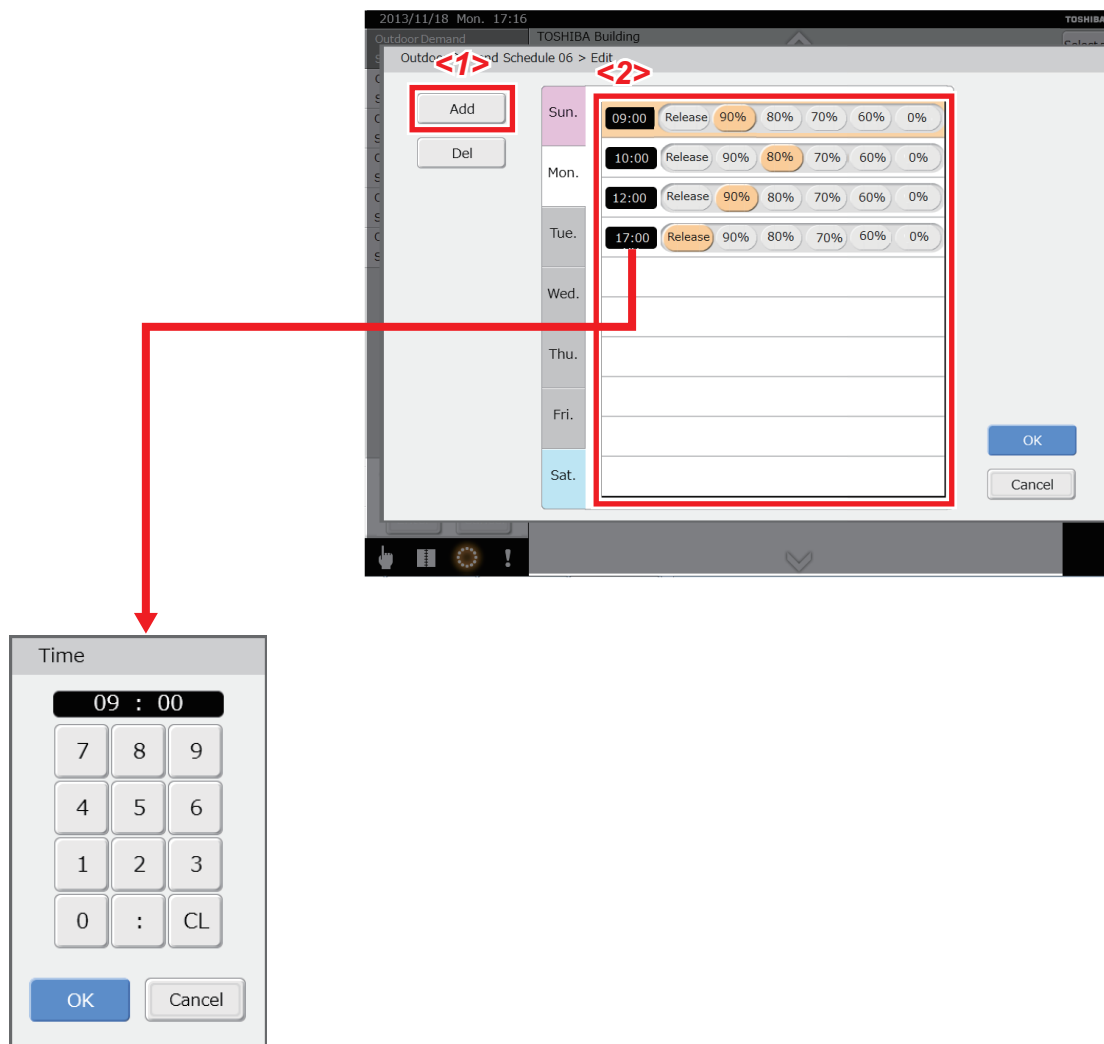 2013/11/18 Mon. 17:16
TOSHIBA
Outdoor Demand
TOSHIBA Building
Outdoor Demand Schedule 06 > Edit
<1>
<2>
Add
Del
Sun.
Mon.
Tue.
Wed.
Thu.
Fri.
Sat.
09:00 Release 90% 80% 70% 60% 0%
10:00 Release 90% 80% 70% 60% 0%
12:00 Release 90% 80% 70% 60% 0%
17:00 Release 90% 80% 70% 60% 0%
OK
Cancel
!
Time
09 : 00
7 8 9
4 5 6
1 2 3
0 : CL
OK Cancel